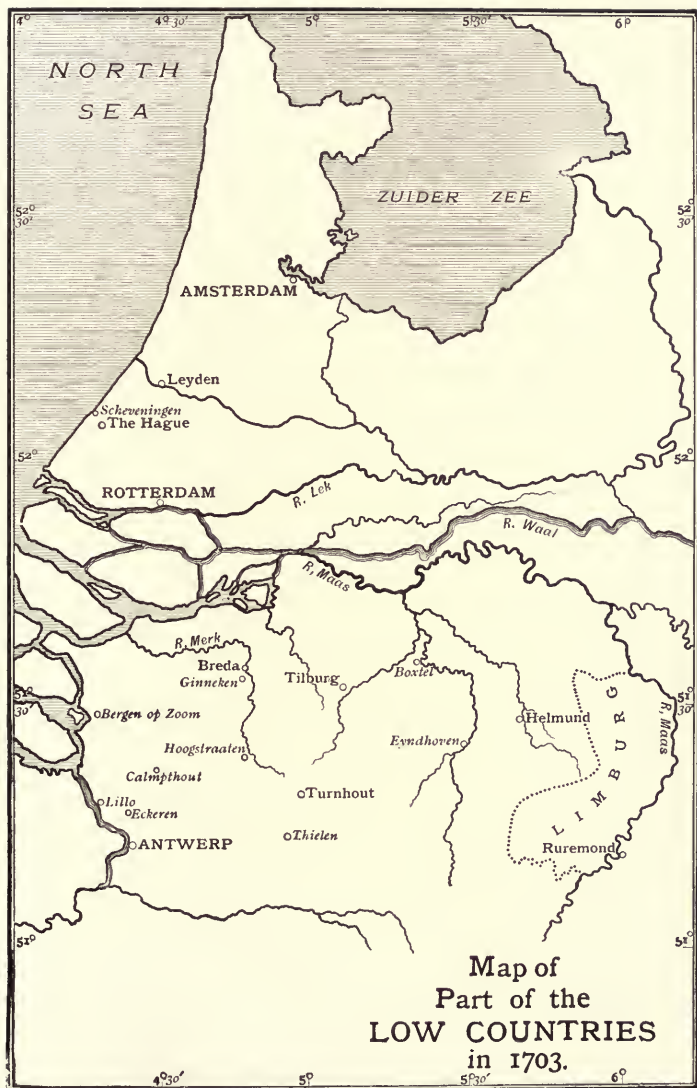 4° 4° 30′ 5° 5° 30′ 6°
NORTH
SEA
ZUIDER ZEE
52° 30′ 52° 30′
AMSTERDAM
Leyden
Scheveningen
The Hague
52° 52°
ROTTERDAM
R. Lek
R. Waal
R. Maas
R. Merk
Breda
Ginneken
Tilburg
Boxtel
51° 30′ 51° 30′
Bergen op Zoom
Helmund
LIMBURG
R. Maas
Hoogstraaten
Eyndhoven
Calmpthout
Lillo
Eckeren
Turnhout
ANTWERP
Thielen
Ruremond
51° 51°
Map of
Part of the
LOW COUNTRIES
in 1703.
4° 30′ 5° 5° 30′ 6°